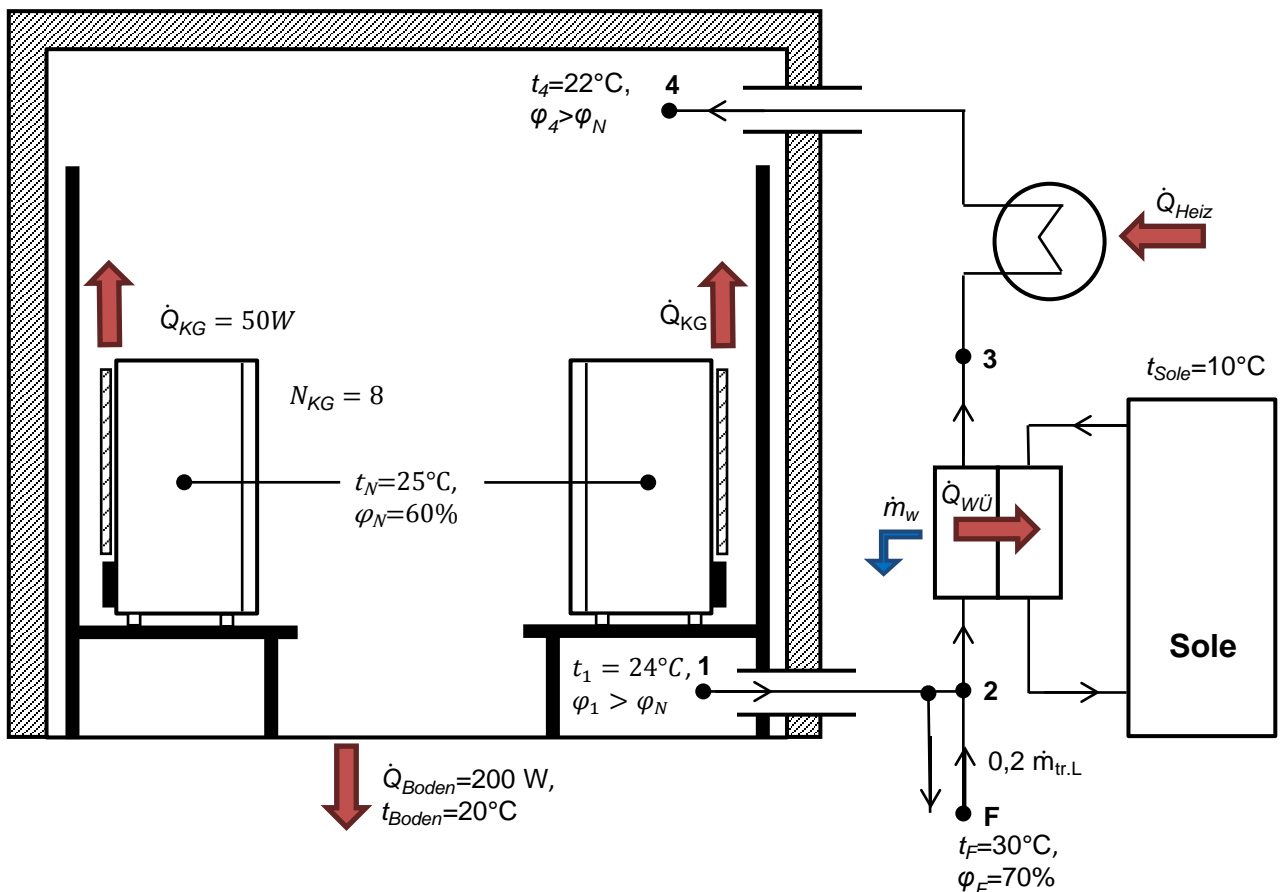 t4=22°C,
φ4>φN
4
Q̇Heiz
Q̇KG = 50W
Q̇KG
NKG = 8
3
tSole=10°C
tN=25°C,
φN=60%
ṁw
Q̇WÜ
Sole
t1 = 24°C,
φ1 > φN
1
2
Q̇Boden=200 W,
tBoden=20°C
0,2 ṁtr.L
F
tF=30°C,
φF=70%